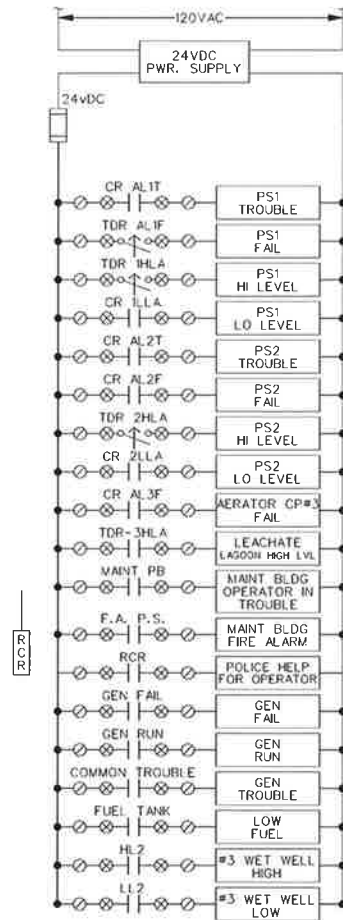 120VAC
24VDC
PWR. SUPPLY
24vDC
CR AL1T
PS1
TROUBLE
TDR AL1F
PS1
FAIL
TDR 1HLA
PS1
HI LEVEL
CR 1LLA
PS1
LO LEVEL
CR AL2T
PS2
TROUBLE
CR AL2F
PS2
FAIL
TDR 2HLA
PS2
HI LEVEL
CR 2LLA
PS2
LO LEVEL
CR AL3F
AERATOR CP#3
FAIL
TDR-3HLA
LEACHATE
LAGOON HIGH LVL
MAINT PB
MAINT BLDG
OPERATOR IN
TROUBLE
F.A. P.S.
MAINT BLDG
FIRE ALARM
RCR
RCR
POLICE HELP
FOR OPERATOR
GEN FAIL
GEN
FAIL
GEN RUN
GEN
RUN
COMMON TROUBLE
GEN
TROUBLE
FUEL TANK
LOW
FUEL
HL2
#3 WET WELL
HIGH
LL2
#3 WET WELL
LOW